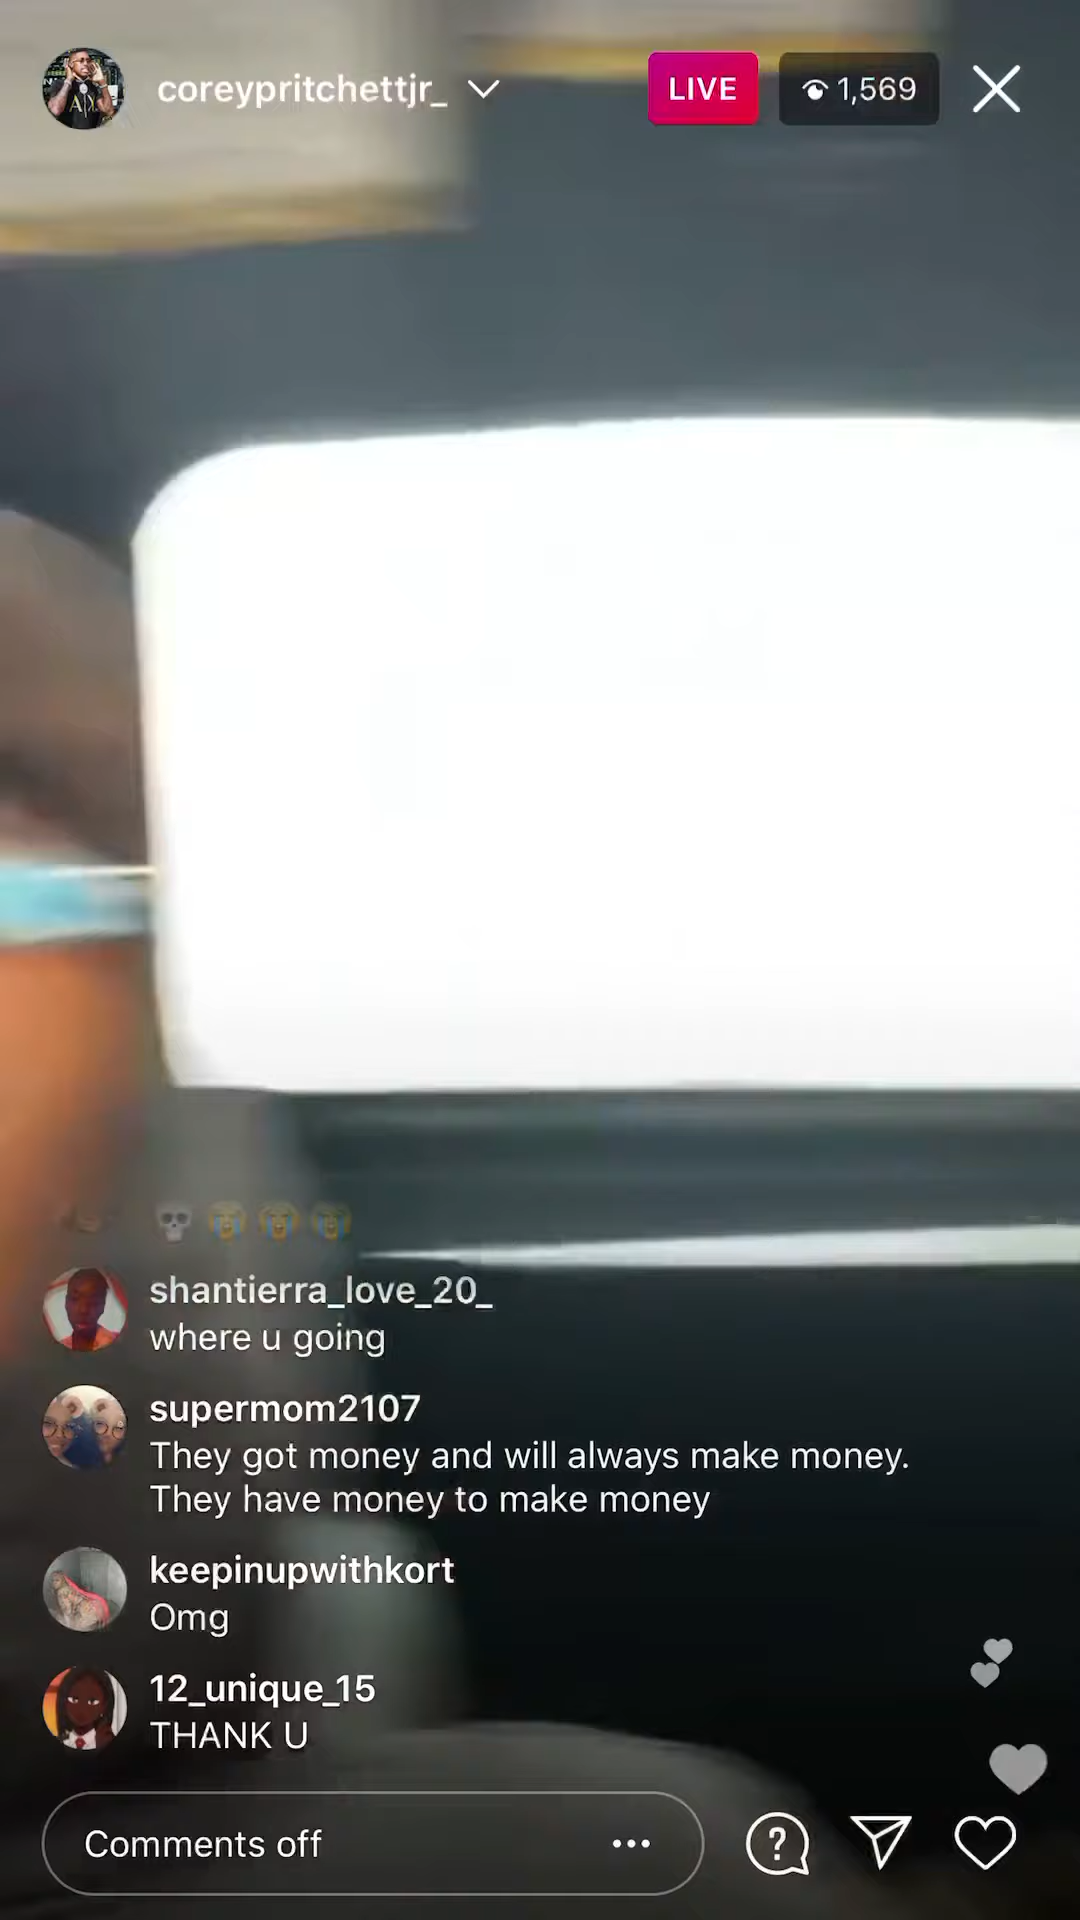 coreypritchettjr_
LIVE
1,569
shantierra_love_20_
where u going
supermom2107
They got money and will always make money.
They have money to make money
keepinupwithkort
Omg
12_unique_15
THANK U
Comments off